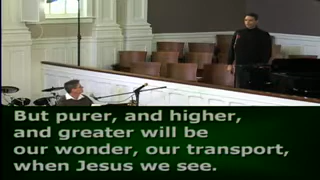 But purer, and higher,
and greater will be
our wonder, our transport,
when Jesus we see.